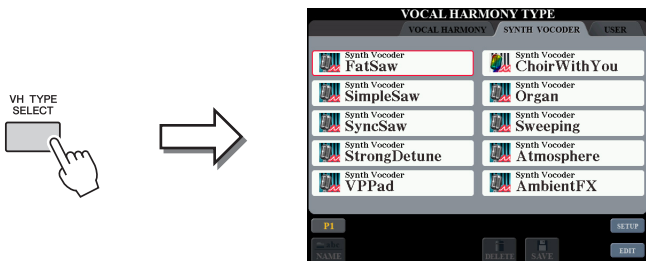 VH TYPE
SELECT
VOCAL HARMONY TYPE
VOCAL HARMONY SYNTH VOCODER USER
Synth Vocoder
FatSaw
Synth Vocoder
ChoirWithYou
Synth Vocoder
SimpleSaw
Synth Vocoder
Organ
Synth Vocoder
SyncSaw
Synth Vocoder
Sweeping
Synth Vocoder
StrongDetune
Synth Vocoder
Atmosphere
Synth Vocoder
VPPad
Synth Vocoder
AmbientFX
P1
SETUP
abc
NAME
DELETE
SAVE
EDIT